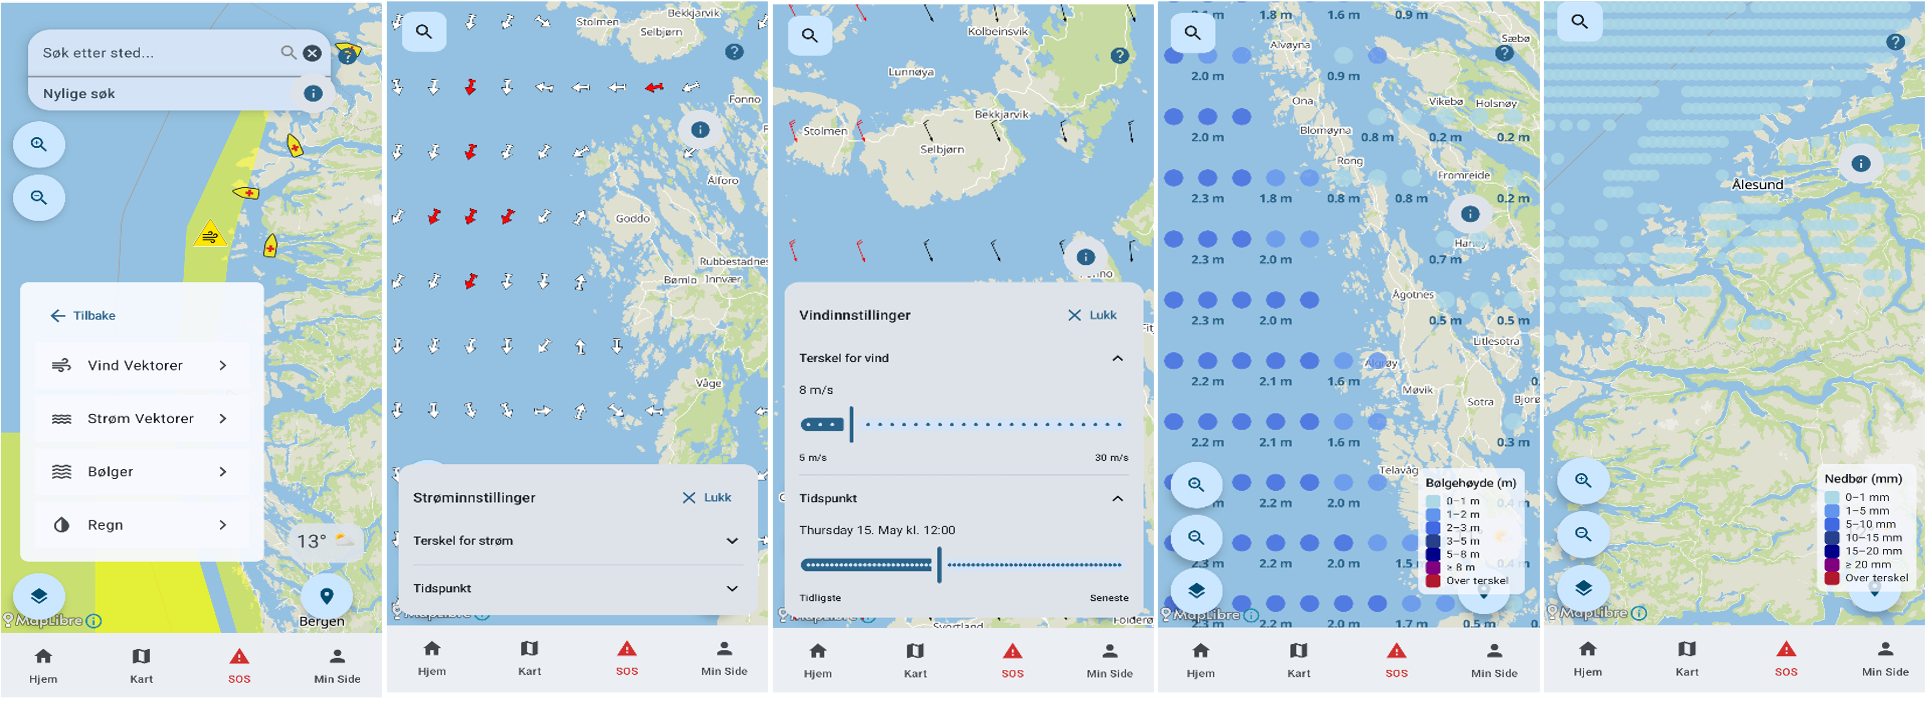 Søk etter sted...
Nylige søk
Tilbake
Vind Vektorer
Strøm Vektorer
Bølger
Regn
13°
Bergen
MapLibre
Hjem
Kart
SOS
Min Side
Bekkjarvik
Stolmen
Selbjørn
Fonno
Ålforo
Goddo
Rubbestadnes
Bømlo
Innvær
Våge
Strøminnstillinger
Lukk
Terskel for strøm
Tidspunkt
Hjem
Kart
SOS
Min Side
Kolbeinsvik
Lunnøya
Bekkjarvik
Stolmen
Selbjørn
Vindinnstillinger
Lukk
Terskel for vind
8 m/s
5 m/s
30 m/s
Tidspunkt
Thursday 15. May kl. 12:00
Tidligste
Seneste
Hjem
Kart
SOS
Min Side
1.8 m
1.6 m
0.9 m
Sæbø
Alvøyna
2.0 m
0.9 m
Ona
Vikebø
Holsnøy
Blomøyna
2.0 m
0.8 m
0.2 m
0.2 m
Rong
Fromreide
2.3 m
1.8 m
0.8 m
0.8 m
0.2 m
2.3 m
2.0 m
0.7 m
Ågotnes
2.3 m
2.0 m
0.5 m
0.5 m
Litlesotra
Algrøy
2.2 m
2.1 m
1.6 m
Møvik
Sotra
2.2 m
2.1 m
1.6 m
0.3 m
Telavåg
2.2 m
2.0 m
2.3 m
2.2 m
2.0 m
2.3 m
2.2 m
2.0 m
1.7 m
0.5 m
Bølgehøyde (m)
0–1 m
1–2 m
2–3 m
3–5 m
5–8 m
≥ 8 m
Over terskel
MapLibre
Hjem
Kart
SOS
Min Side
Ålesund
Nedbør (mm)
0–1 mm
1–5 mm
5–10 mm
10–15 mm
15–20 mm
≥ 20 mm
Over terskel
MapLibre
Hjem
Kart
SOS
Min Side